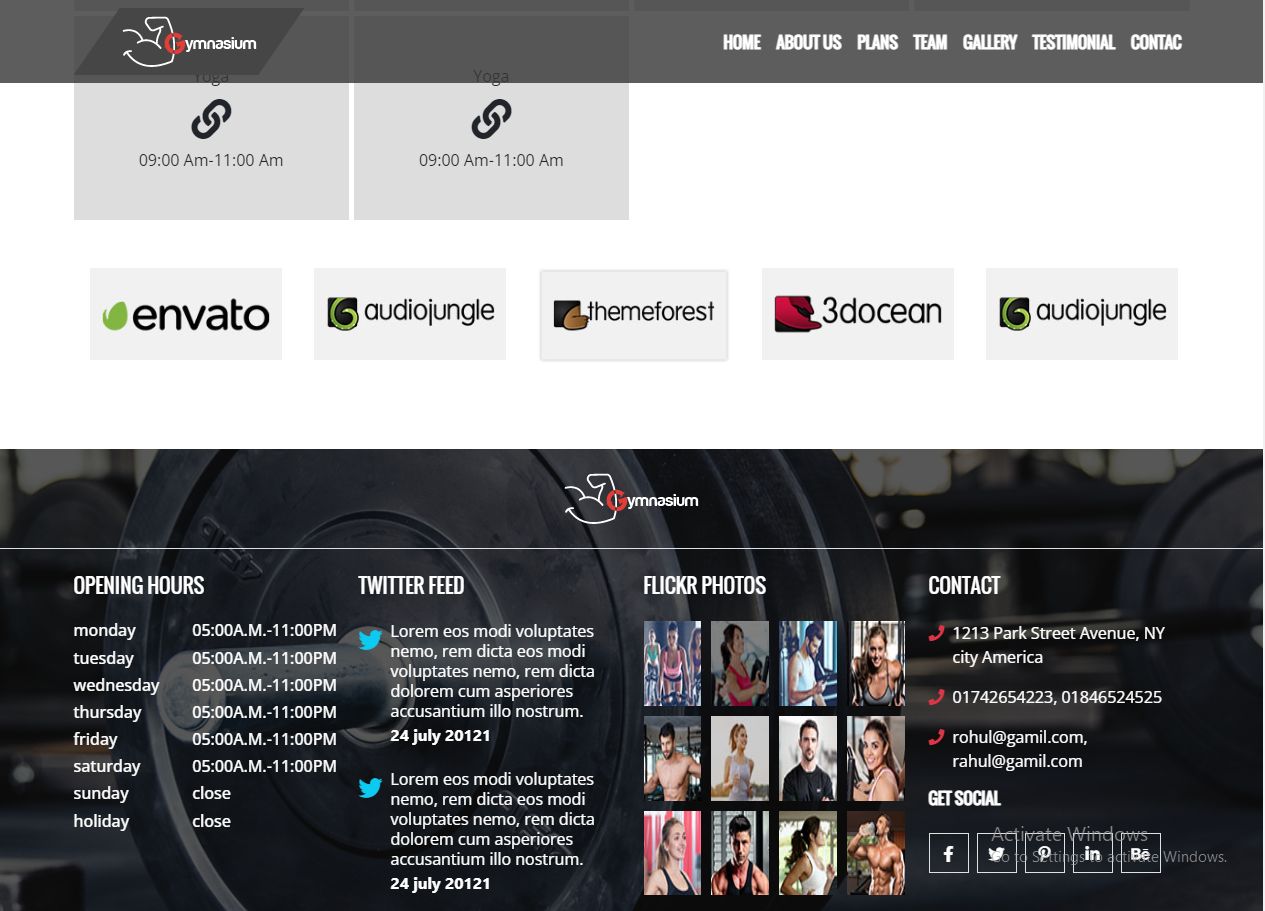 Gymnasium
HOME ABOUT US PLANS TEAM GALLERY TESTIMONIAL CONTAC
Yoga Yoga
09:00 Am-11:00 Am 09:00 Am-11:00 Am
envato audiojungle themeforest 3docean audiojungle
Gymnasium
OPENING HOURS
monday 05:00A.M.-11:00PM
tuesday 05:00A.M.-11:00PM
wednesday 05:00A.M.-11:00PM
thursday 05:00A.M.-11:00PM
friday 05:00A.M.-11:00PM
saturday 05:00A.M.-11:00PM
sunday close
holiday close
TWITTER FEED
Lorem eos modi voluptates
nemo, rem dicta eos modi
voluptates nemo, rem dicta
dolorem cum asperiores
accusantium illo nostrum.
24 july 20121
Lorem eos modi voluptates
nemo, rem dicta eos modi
voluptates nemo, rem dicta
dolorem cum asperiores
accusantium illo nostrum.
24 july 20121
FLICKR PHOTOS
CONTACT
1213 Park Street Avenue, NY
city America
01742654223, 01846524525
rohul@gamil.com,
rahul@gamil.com
GET SOCIAL
Activate Windows
Go to Settings to activate Windows.